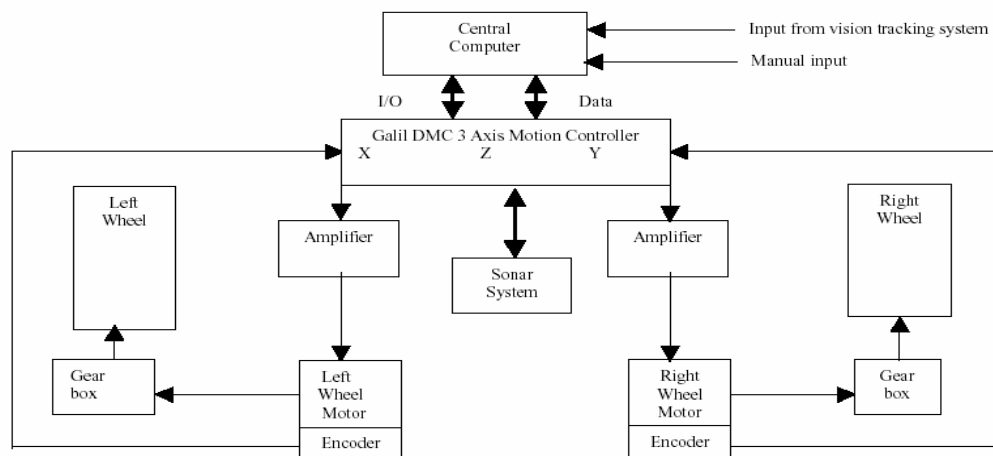 Central
Computer
Input from vision tracking system
Manual input
I/O
Data
Galil DMC 3 Axis Motion Controller
X Z Y
Left
Wheel
Amplifier
Sonar
System
Amplifier
Right
Wheel
Gear
box
Left
Wheel
Motor
Encoder
Right
Wheel
Motor
Encoder
Gear
box